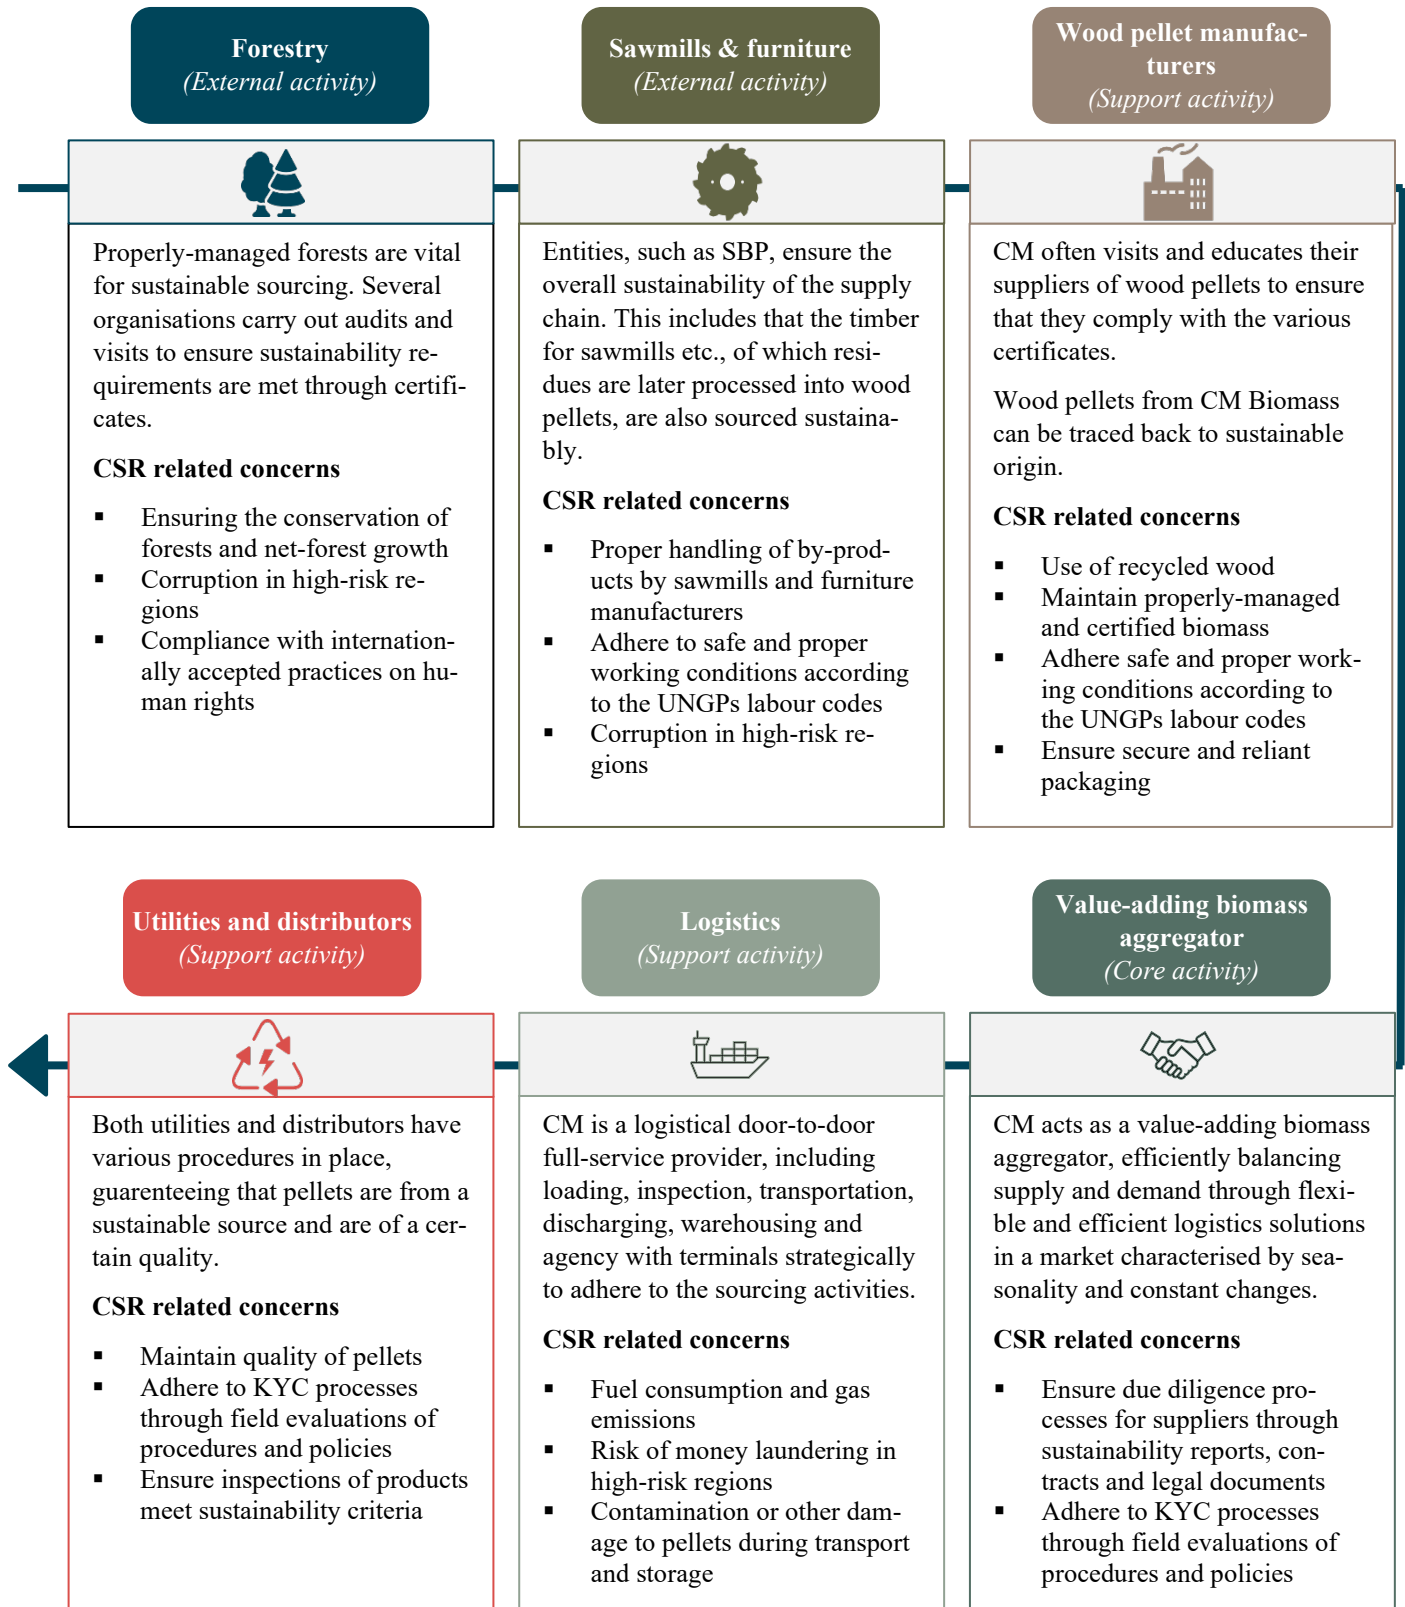 Forestry
(External activity)
Properly-managed forests are vital
for sustainable sourcing. Several
organisations carry out audits and
visits to ensure sustainability re-
quirements are met through certifi-
cates.
CSR related concerns
▪ Ensuring the conservation of
forests and net-forest growth
▪ Corruption in high-risk re-
gions
▪ Compliance with internation-
ally accepted practices on hu-
man rights
Sawmills & furniture
(External activity)
Entities, such as SBP, ensure the
overall sustainability of the supply
chain. This includes that the timber
for sawmills etc., of which resi-
dues are later processed into wood
pellets, are also sourced sustaina-
bly.
CSR related concerns
▪ Proper handling of by-prod-
ucts by sawmills and furniture
manufacturers
▪ Adhere to safe and proper
working conditions according
to the UNGPs labour codes
▪ Corruption in high-risk re-
gions
Wood pellet manufac-
turers
(Support activity)
CM often visits and educates their
suppliers of wood pellets to ensure
that they comply with the various
certificates.
Wood pellets from CM Biomass
can be traced back to sustainable
origin.
CSR related concerns
▪ Use of recycled wood
▪ Maintain properly-managed
and certified biomass
▪ Adhere safe and proper work-
ing conditions according to
the UNGPs labour codes
▪ Ensure secure and reliant
packaging
Utilities and distributors
(Support activity)
Both utilities and distributors have
various procedures in place,
guarenteeing that pellets are from a
sustainable source and are of a cer-
tain quality.
CSR related concerns
▪ Maintain quality of pellets
▪ Adhere to KYC processes
through field evaluations of
procedures and policies
▪ Ensure inspections of products
meet sustainability criteria
Logistics
(Support activity)
CM is a logistical door-to-door
full-service provider, including
loading, inspection, transportation,
discharging, warehousing and
agency with terminals strategically
to adhere to the sourcing activities.
CSR related concerns
▪ Fuel consumption and gas
emissions
▪ Risk of money laundering in
high-risk regions
▪ Contamination or other dam-
age to pellets during transport
and storage
Value-adding biomass
aggregator
(Core activity)
CM acts as a value-adding biomass
aggregator, efficiently balancing
supply and demand through flexi-
ble and efficient logistics solutions
in a market characterised by sea-
sonality and constant changes.
CSR related concerns
▪ Ensure due diligence pro-
cesses for suppliers through
sustainability reports, con-
tracts and legal documents
▪ Adhere to KYC processes
through field evaluations of
procedures and policies